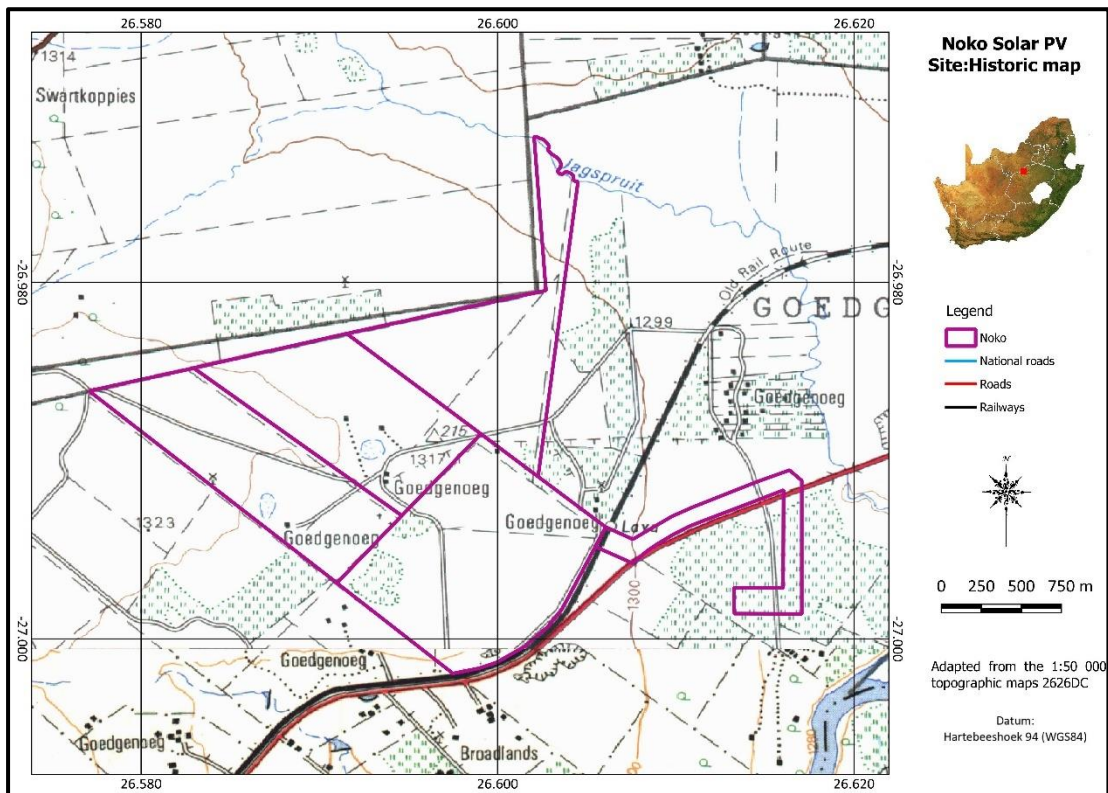 26.580
26.600
26.620
Noko Solar PV
Site:Historic map
1314
Swartkoppies
Jagspruit
-26.980
-26.980
Old Rail Route
GOEDG
1299
215
1317
Goedgenoeg
Goedgenoeg
Goedgenoeg
Goedgenoeg
Laxa
1323
1300
-27.000
-27.000
Goedgenoeg
Goedgenoeg
Broadlands
1290
1300
Legend
Noko
National roads
Roads
Railways
N
0 250 500 750 m
Adapted from the 1:50 000
topographic maps 2626DC
Datum:
Hartebeeshoek 94 (WGS84)
26.580
26.600
26.620